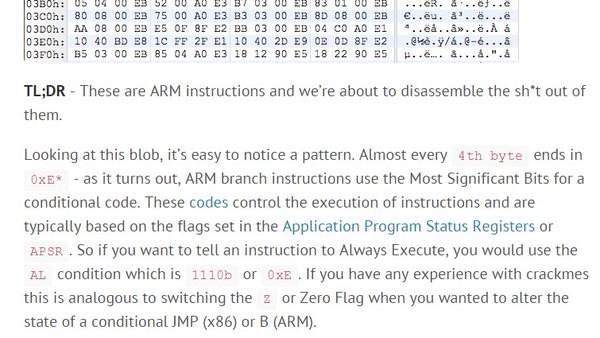 03B0h: 05 04 00 EB 52 00 A0 E3 B7 03 00 EB 83 01 00 EB ...ëR. ã·..ëƒ..ë
03C0h: 80 08 00 EB 75 00 A0 E3 B3 03 00 EB 00 EB €..ëu. ã³..ë...ë
03D0h: AA 08 00 EB E5 0F 8F E2 BB 03 00 EB 04 C0 A0 E1 ª..ëå..â»..ë.À á
03E0h: 10 40 BD E8 1C FF 2F E1 10 40 2D E9 0E 0D 8F E2 .@½è.ÿ/á.@-é...â
03F0h: B5 03 00 EB 85 04 A0 E3 18 12 90 E5 18 22 90 E5 µ..ë…. ã...å.".å
TL;DR - These are ARM instructions and we’re about to disassemble the sh*t out of
them.
Looking at this blob, it’s easy to notice a pattern. Almost every 4th byte ends in
0xE* - as it turns out, ARM branch instructions use the Most Significant Bits for a
conditional code. These codes control the execution of instructions and are
typically based on the flags set in the Application Program Status Registers or
APSR . So if you want to tell an instruction to Always Execute, you would use the
AL condition which is 1110b or 0xE . If you have any experience with crackmes
this is analogous to switching the Z or Zero Flag when you wanted to alter the
state of a conditional JMP (x86) or B (ARM).